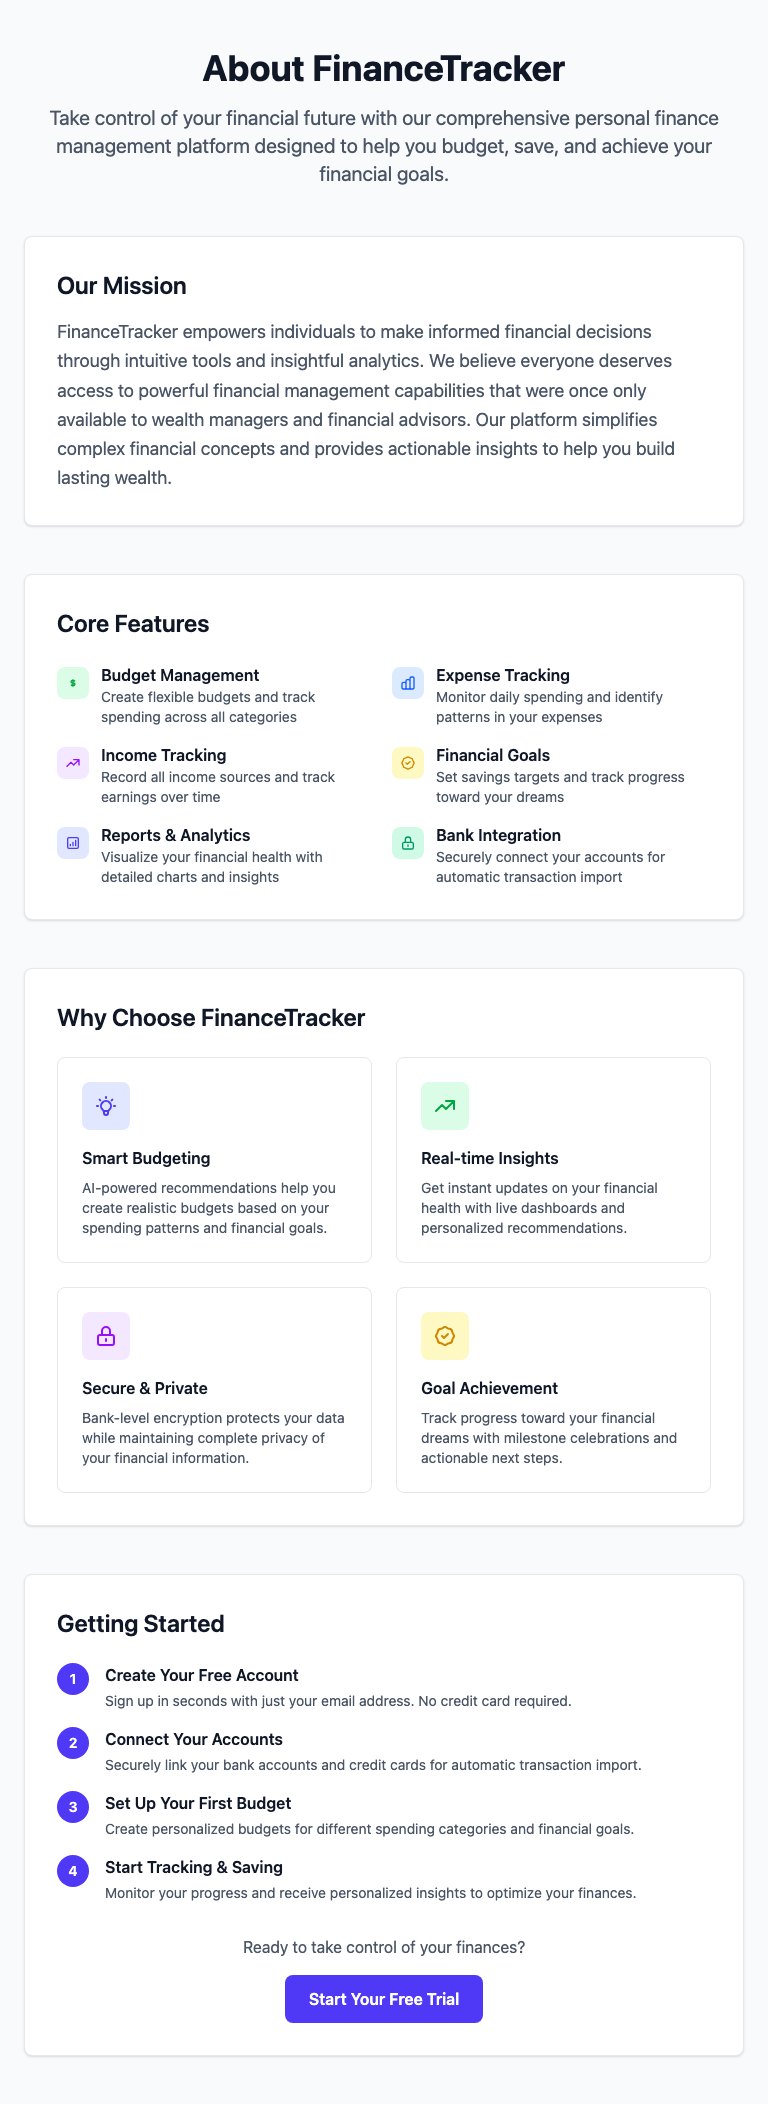 About FinanceTracker
Take control of your financial future with our comprehensive personal finance
management platform designed to help you budget, save, and achieve your
financial goals.
Our Mission
FinanceTracker empowers individuals to make informed financial decisions
through intuitive tools and insightful analytics. We believe everyone deserves
access to powerful financial management capabilities that were once only
available to wealth managers and financial advisors. Our platform simplifies
complex financial concepts and provides actionable insights to help you build
lasting wealth.
Core Features
$
Budget Management
Create flexible budgets and track
spending across all categories
Expense Tracking
Monitor daily spending and identify
patterns in your expenses
Income Tracking
Record all income sources and track
earnings over time
Financial Goals
Set savings targets and track progress
toward your dreams
Reports & Analytics
Visualize your financial health with
detailed charts and insights
Bank Integration
Securely connect your accounts for
automatic transaction import
Why Choose FinanceTracker
Smart Budgeting
AI-powered recommendations help you
create realistic budgets based on your
spending patterns and financial goals.
Real-time Insights
Get instant updates on your financial
health with live dashboards and
personalized recommendations.
Secure & Private
Bank-level encryption protects your data
while maintaining complete privacy of
your financial information.
Goal Achievement
Track progress toward your financial
dreams with milestone celebrations and
actionable next steps.
Getting Started
1
Create Your Free Account
Sign up in seconds with just your email address. No credit card required.
2
Connect Your Accounts
Securely link your bank accounts and credit cards for automatic transaction import.
3
Set Up Your First Budget
Create personalized budgets for different spending categories and financial goals.
4
Start Tracking & Saving
Monitor your progress and receive personalized insights to optimize your finances.
Ready to take control of your finances?
Start Your Free Trial